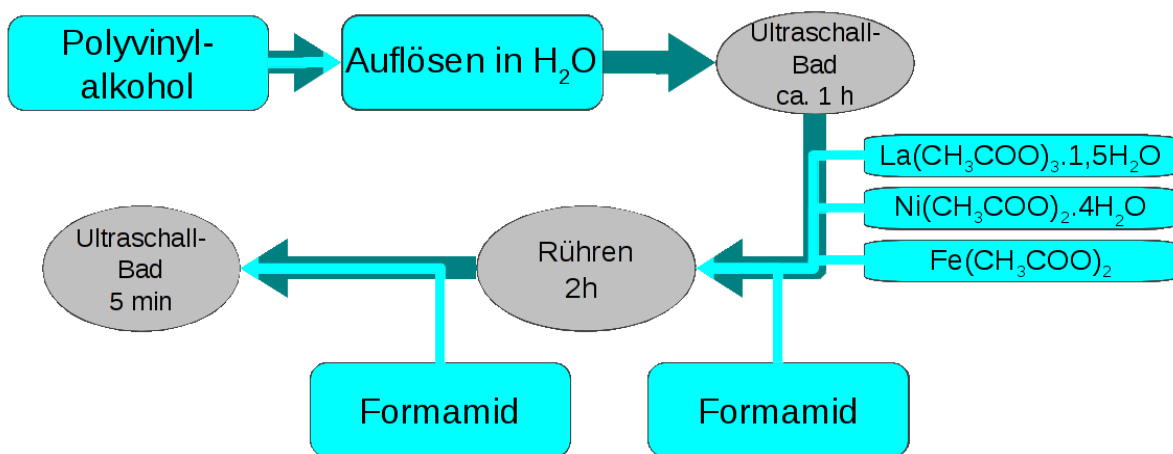 Polyvinyl-
alkohol
Auflösen in H₂O
Ultraschall-
Bad
ca. 1 h
La(CH₃COO)₃.1,5H₂O
Ni(CH₃COO)₂.4H₂O
Fe(CH₃COO)₂
Rühren
2h
Ultraschall-
Bad
5 min
Formamid
Formamid